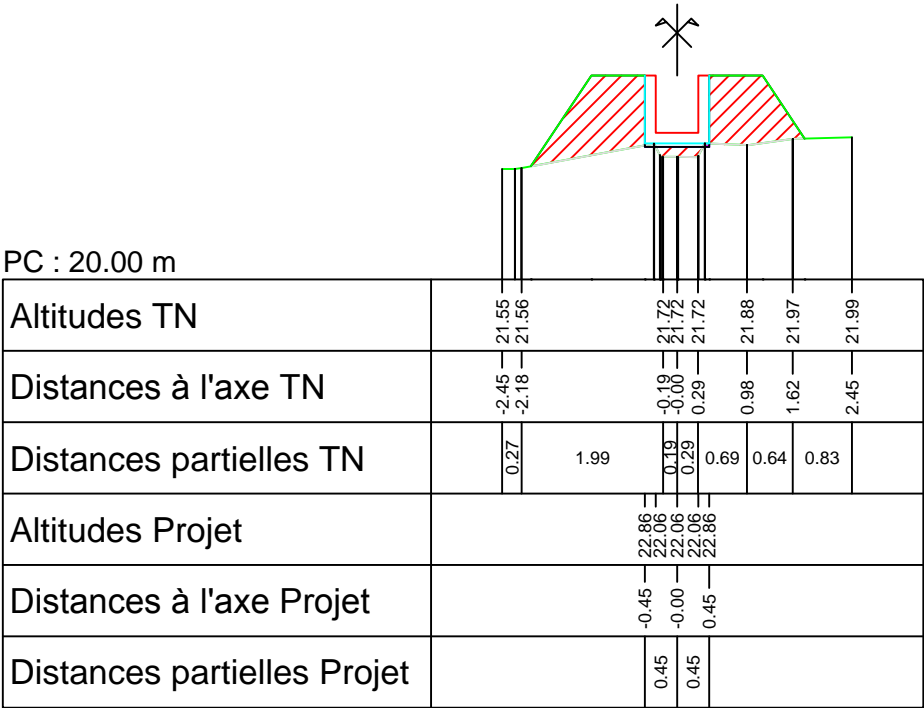 PC : 20.00 m
Altitudes TN 21.55 21.56 21.72 21.72 21.72 21.88 21.97 21.99
Distances à l'axe TN -2.45 -2.18 -0.19 -0.00 0.29 0.98 1.62 2.45
Distances partielles TN 0.27 1.99 0.19 0.29 0.69 0.64 0.83
Altitudes Projet 22.86 22.06 22.06 22.06 22.86
Distances à l'axe Projet -0.45 -0.00 0.45
Distances partielles Projet 0.45 0.45